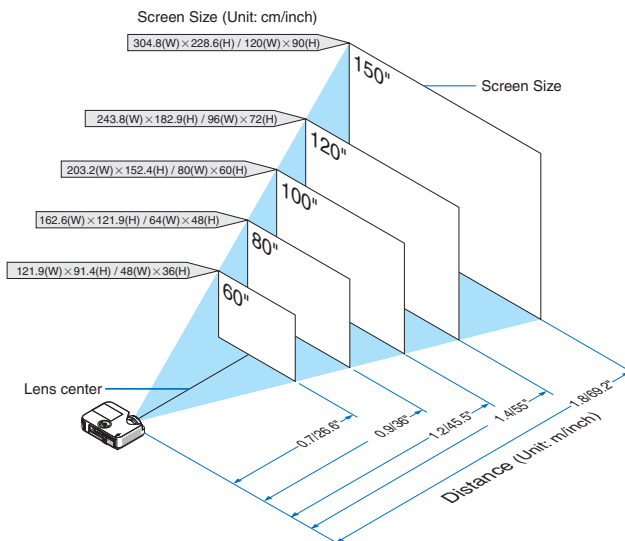 Screen Size (Unit: cm/inch)
304.8(W)×228.6(H) / 120(W)×90(H)
150"
Screen Size
243.8(W)×182.9(H) / 96(W)×72(H)
120"
203.2(W)×152.4(H) / 80(W)×60(H)
100"
162.6(W)×121.9(H) / 64(W)×48(H)
80"
121.9(W)×91.4(H) / 48(W)×36(H)
60"
Lens center
0.7/26.6"
0.9/36"
1.2/45.5"
1.4/55"
1.8/69.2"
Distance (Unit: m/inch)